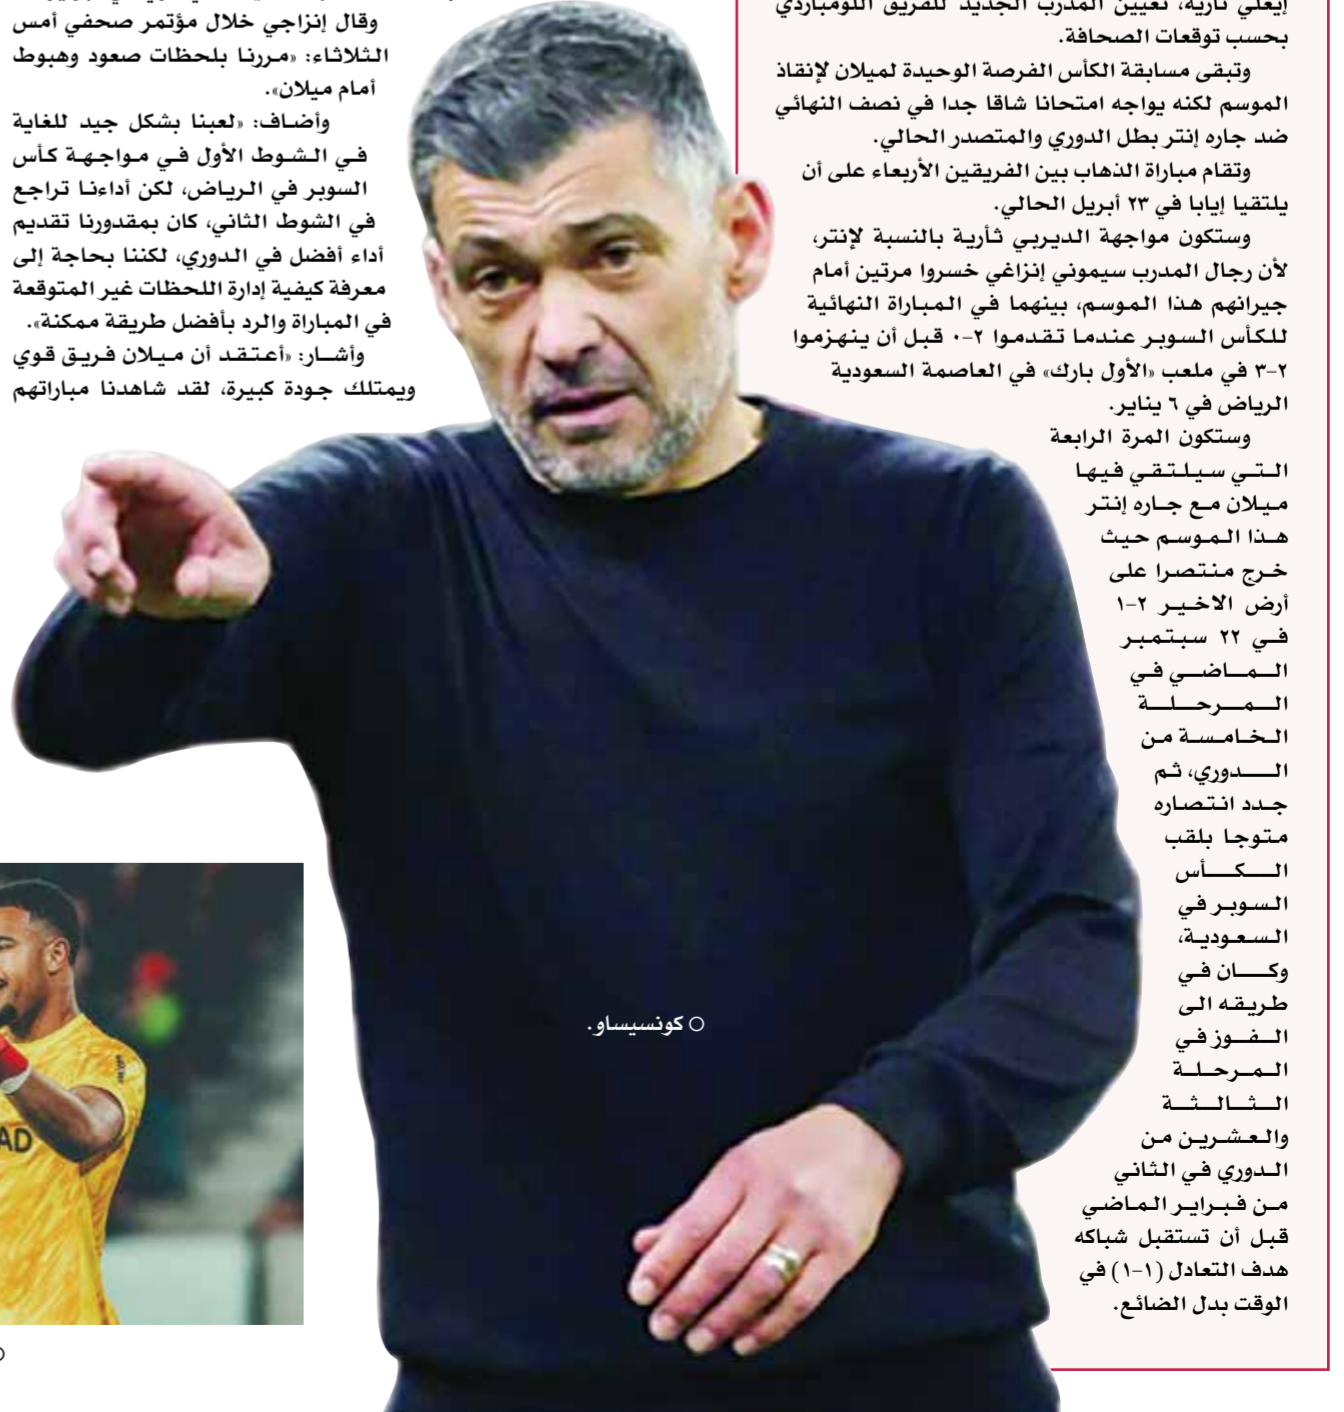 إيغلي تاريه، تعيين المدرب الجديد للفريق اللومباردي
بحسب توقعات الصحافة.
وتبقى مسابقة الكأس الفرصة الوحيدة لميلان لإنقاذ
الموسم لكنه يواجه امتحانا شاقا جدا في نصف النهائي
ضد جاره إنتر بطل الدوري والمتصدر الحالي.
وتقام مباراة الذهاب بين الفريقين الأربعاء على أن
يلتقيا إيابا في ٢٣ أبريل الحالي.
وستكون مواجهة الديربي ثأرية بالنسبة لإنتر،
لأن رجال المدرب سيموني إنزاغي خسروا مرتين أمام
جيرانهم هذا الموسم، بينهما في المباراة النهائية
للكأس السوبر عندما تقدموا ٢-٠ قبل أن ينهزموا
٢-٣ في ملعب «الأول بارك» في العاصمة السعودية
الرياض في ٦ يناير.
وستكون المرة الرابعة
التي سيلتقي فيها
ميلان مع جاره إنتر
هذا الموسم حيث
خرج منتصرا على
أرض الاخير ٢-١
في ٢٢ سبتمبر
الماضي في
المرحلة
الخامسة من
الدوري، ثم
جدد انتصاره
متوجا بلقب
الكأس
السوبر في
السعودية،
وكان في
طريقه الى
الفوز في
المرحلة
الثالثة
والعشرين من
الدوري في الثاني
من فبراير الماضي
قبل أن تستقبل شباكه
هدف التعادل (١-١) في
الوقت بدل الضائع.
وقال إنزاجي خلال مؤتمر صحفي أمس
الثلاثاء: «مررنا بلحظات صعود وهبوط
أمام ميلان».
وأضاف: «لعبنا بشكل جيد للغاية
في الشوط الأول في مواجهة كأس
السوبر في الرياض، لكن أداءنا تراجع
في الشوط الثاني، كان بمقدورنا تقديم
أداء أفضل في الدوري، لكننا بحاجة إلى
معرفة كيفية إدارة اللحظات غير المتوقعة
في المباراة والرد بأفضل طريقة ممكنة».
وأشار: «أعتقد أن ميلان فريق قوي
ويمتلك جودة كبيرة، لقد شاهدنا مباراتهم
○ كونسيساو.
AD